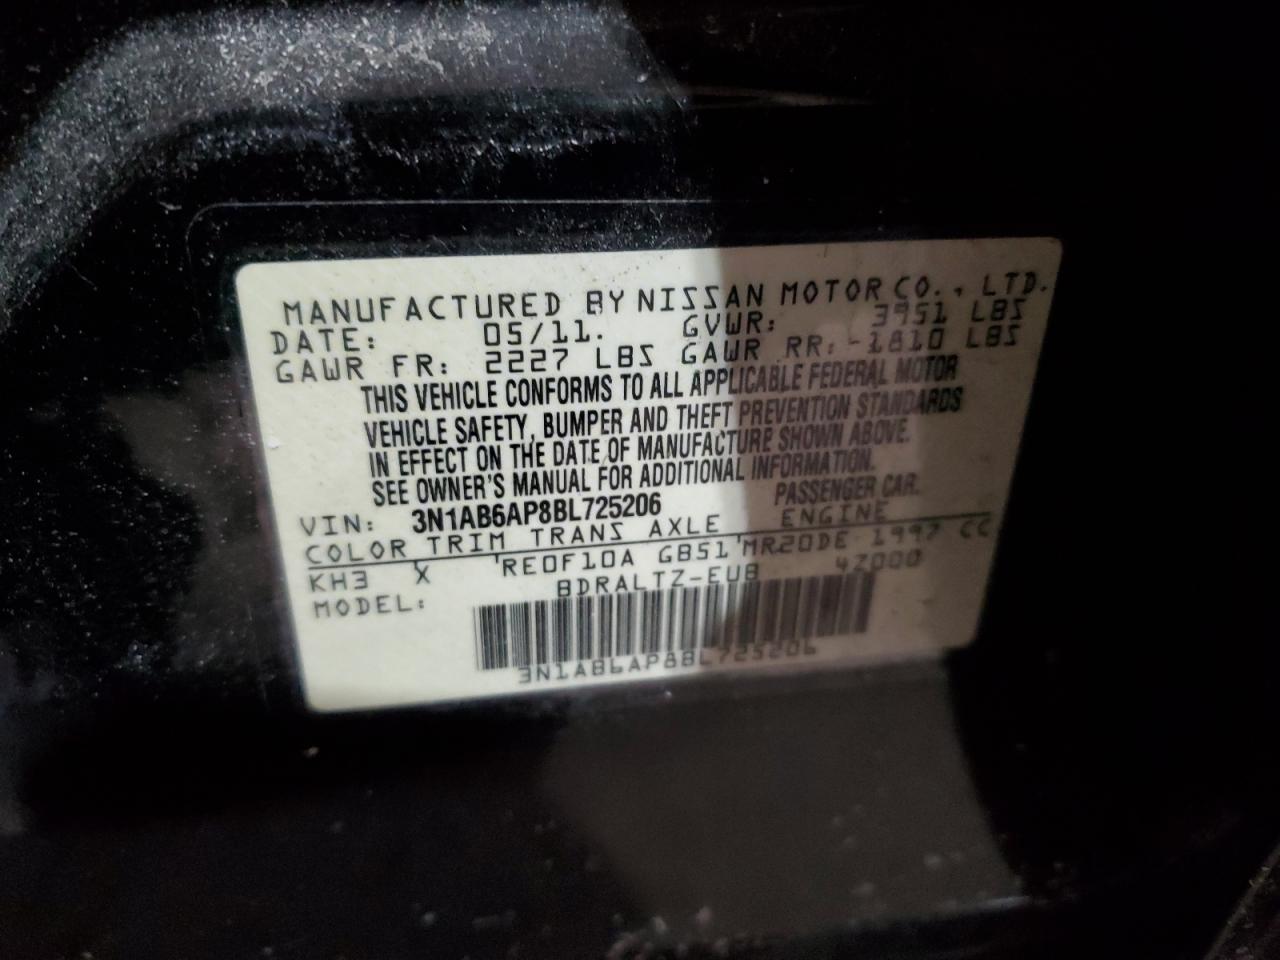 MANUFACTURED BY NISSAN MOTOR CO., LTD.
DATE: 05/11. GVWR: 3951 LBS
GAWR FR: 2227 LBS GAWR RR: 1810 LBS
THIS VEHICLE CONFORMS TO ALL APPLICABLE FEDERAL MOTOR
VEHICLE SAFETY, BUMPER AND THEFT PREVENTION STANDARDS
IN EFFECT ON THE DATE OF MANUFACTURE SHOWN ABOVE.
SEE OWNER'S MANUAL FOR ADDITIONAL INFORMATION.
VIN: 3N1AB6AP8BL725206 PASSENGER CAR.
COLOR TRIM TRANS AXLE ENGINE
KH3 X RE0F10A GB51 MR20DE 1997 CC
MODEL: BDRALTZ-EUB 4Z000
3N1AB6AP8BL725206